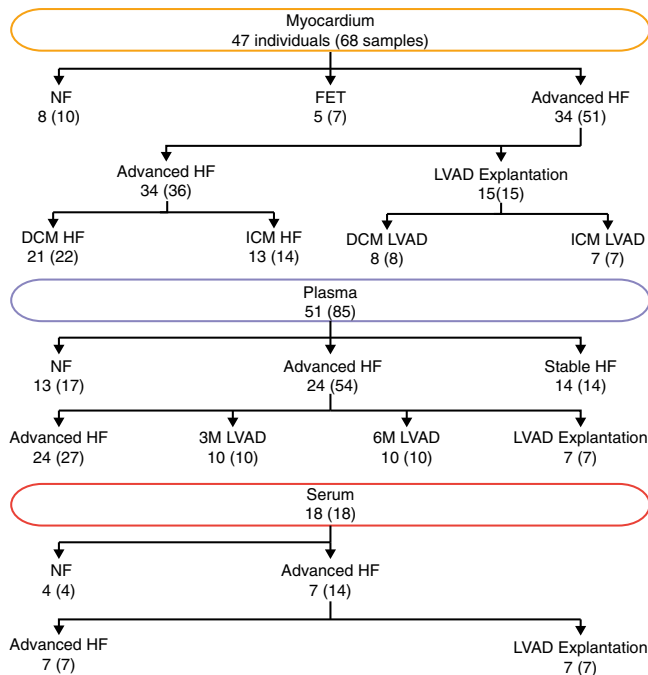 Myocardium
47 individuals (68 samples)
NF
8 (10)
FET
5 (7)
Advanced HF
34 (51)
Advanced HF
34 (36)
LVAD Explantation
15(15)
DCM HF
21 (22)
ICM HF
13 (14)
DCM LVAD
8 (8)
ICM LVAD
7 (7)
Plasma
51 (85)
NF
13 (17)
Advanced HF
24 (54)
Stable HF
14 (14)
Advanced HF
24 (27)
3M LVAD
10 (10)
6M LVAD
10 (10)
LVAD Explantation
7 (7)
Serum
18 (18)
NF
4 (4)
Advanced HF
7 (14)
Advanced HF
7 (7)
LVAD Explantation
7 (7)